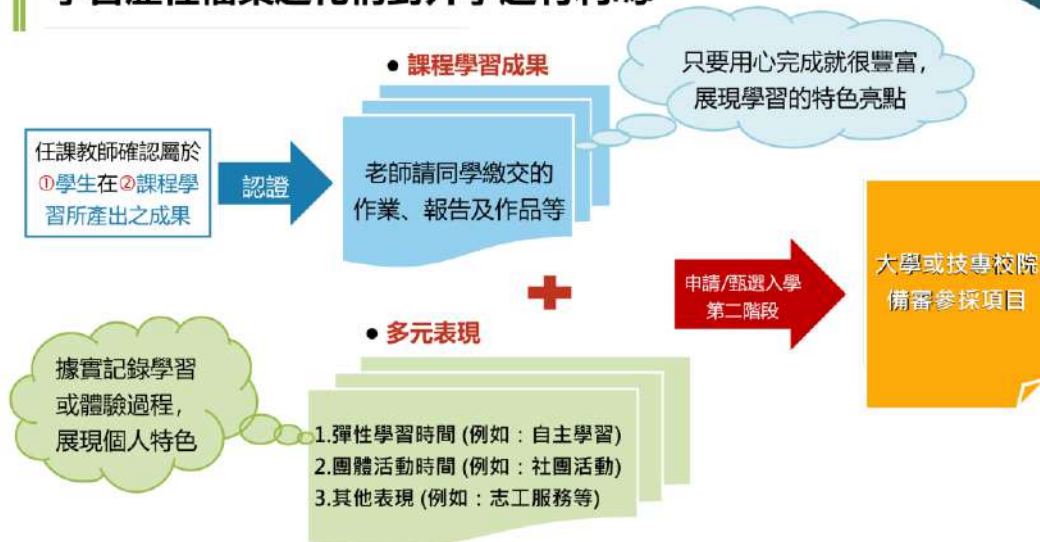 ● 課程學習成果
只要用心完成就很豐富，
展現學習的特色亮點
任課教師確認屬於
①學生在②課程學
習所產出之成果
認證
老師請同學繳交的
作業、報告及作品等
申請/甄選入學
第二階段
大學或技專校院
備審參採項目
● 多元表現
據實記錄學習
或體驗過程，
展現個人特色
1.彈性學習時間 (例如：自主學習)
2.團體活動時間 (例如：社團活動)
3.其他表現 (例如：志工服務等)